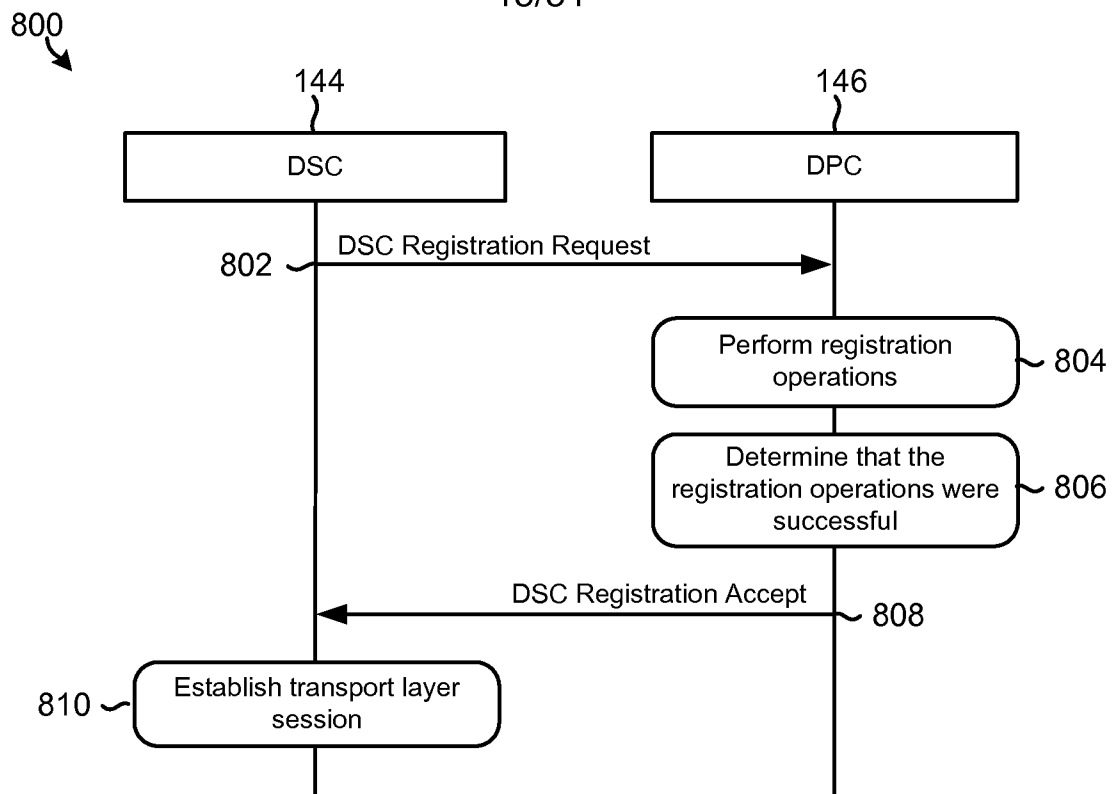 800
144
146
DSC
DPC
DSC Registration Request
802
Perform registration
operations
804
Determine that the
registration operations were
successful
806
DSC Registration Accept
808
Establish transport layer
session
810